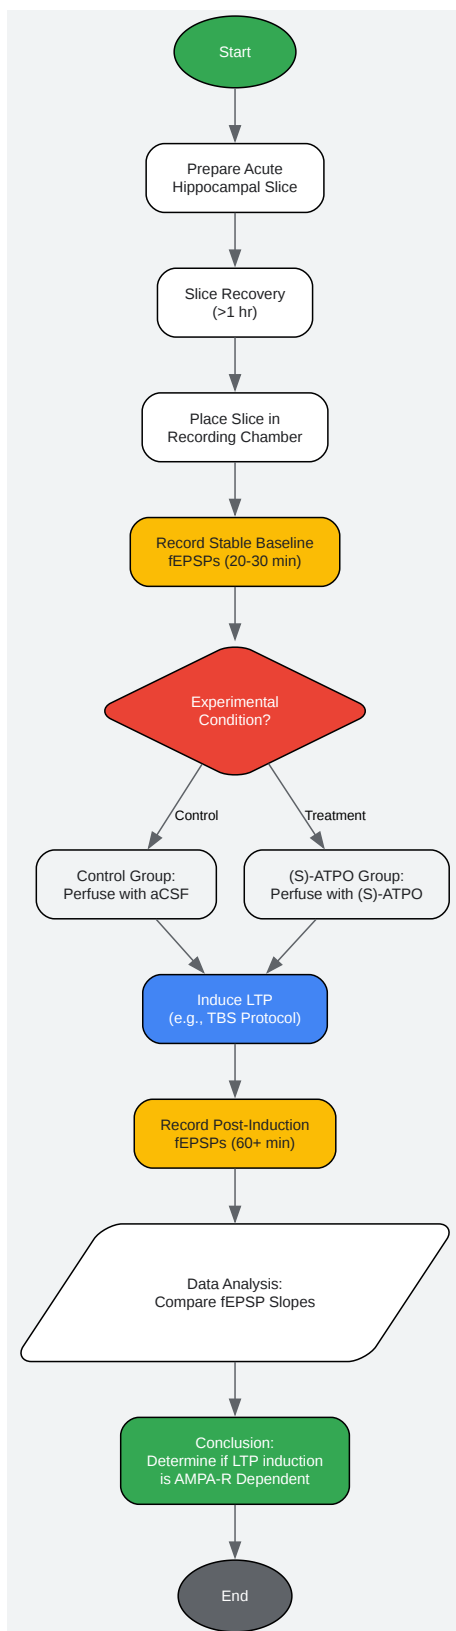 Start
Prepare Acute
Hippocampal Slice
Slice Recovery
(>1 hr)
Place Slice in
Recording Chamber
Record Stable Baseline
fEPSPs (20-30 min)
Experimental
Condition?
Control
Treatment
Control Group:
Perfuse with aCSF
(S)-ATPO Group:
Perfuse with (S)-ATPO
Induce LTP
(e.g., TBS Protocol)
Record Post-Induction
fEPSPs (60+ min)
Data Analysis:
Compare fEPSP Slopes
Conclusion:
Determine if LTP induction
is AMPA-R Dependent
End